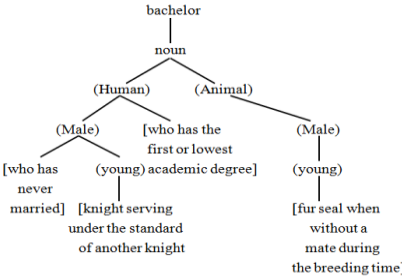 bachelor
noun
(Human) (Animal)
(Male) [who has the (Male)
first or lowest
[who has (young) academic degree] (young)
never
married] [knight serving [fur seal when
under the standard without a
of another knight mate during
the breeding time]